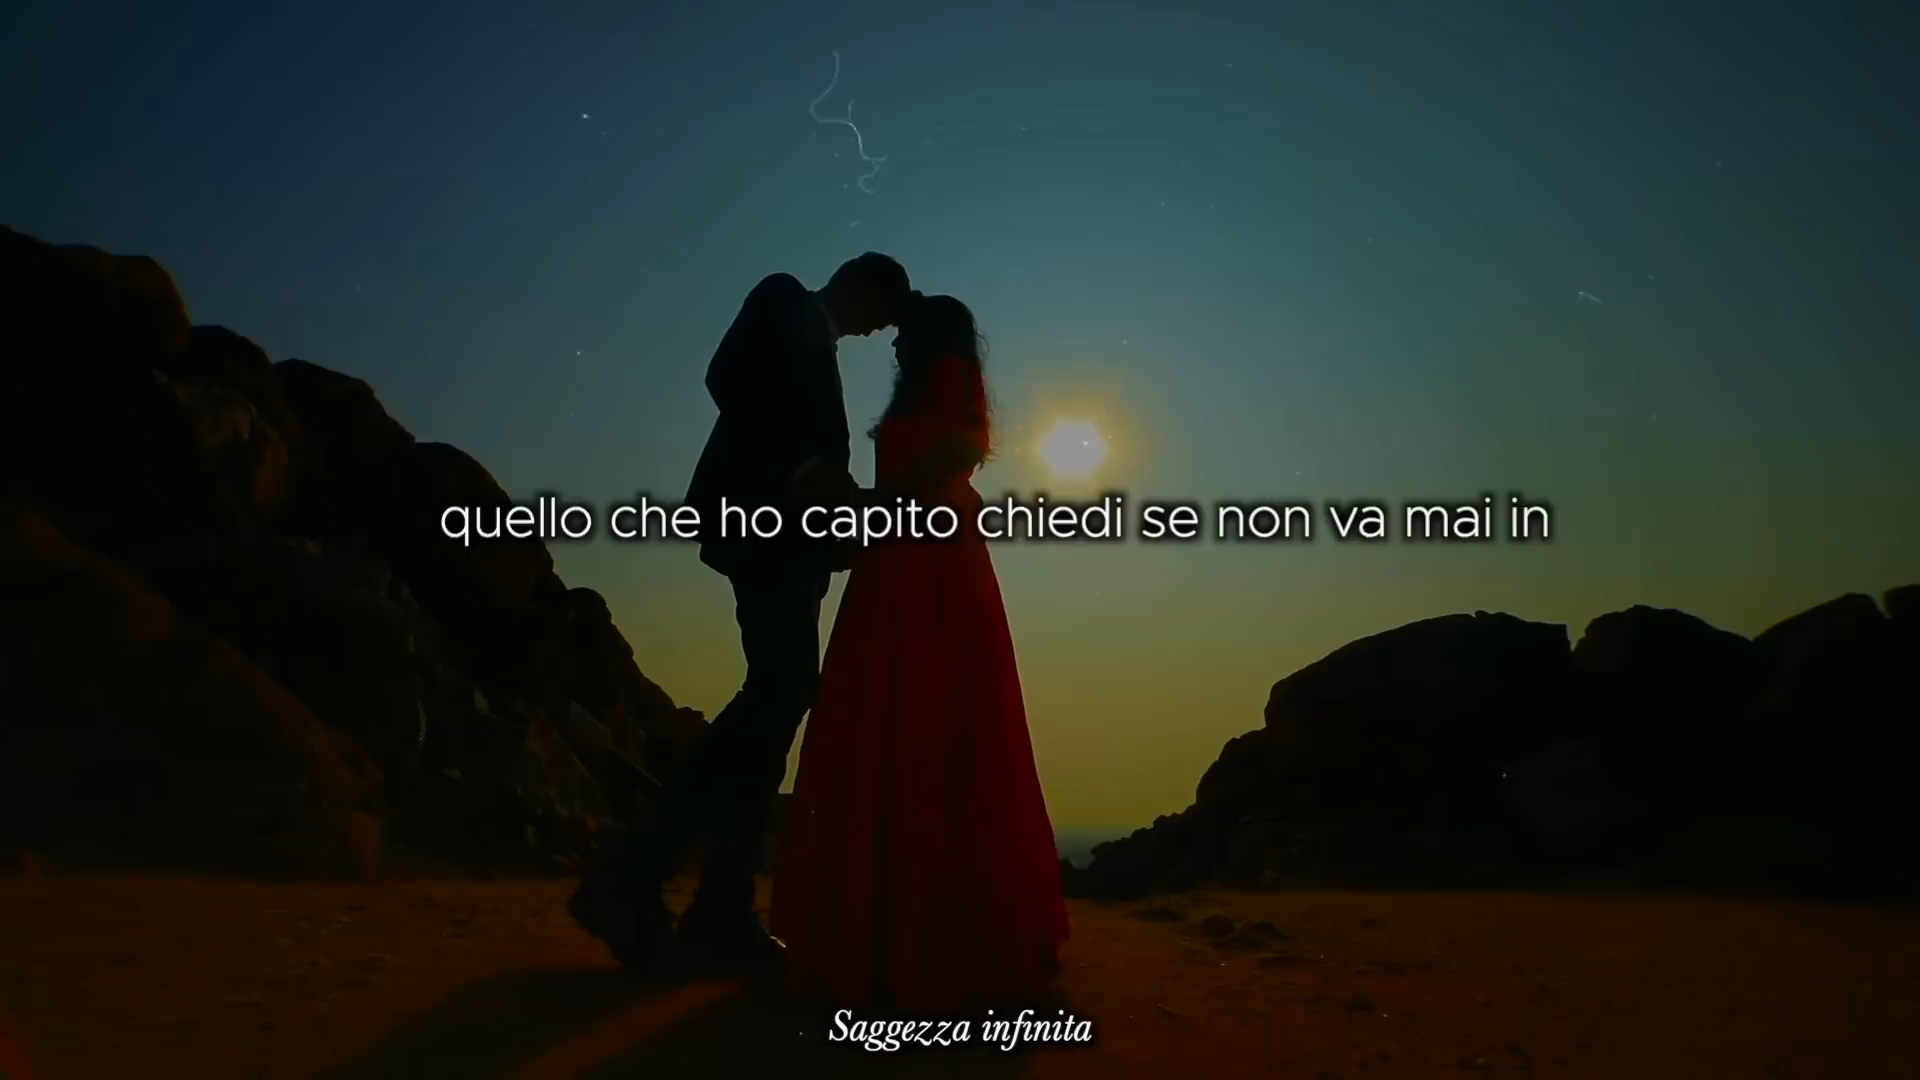 quello che ho capito chiedi se non va mai in
Saggezza infinita